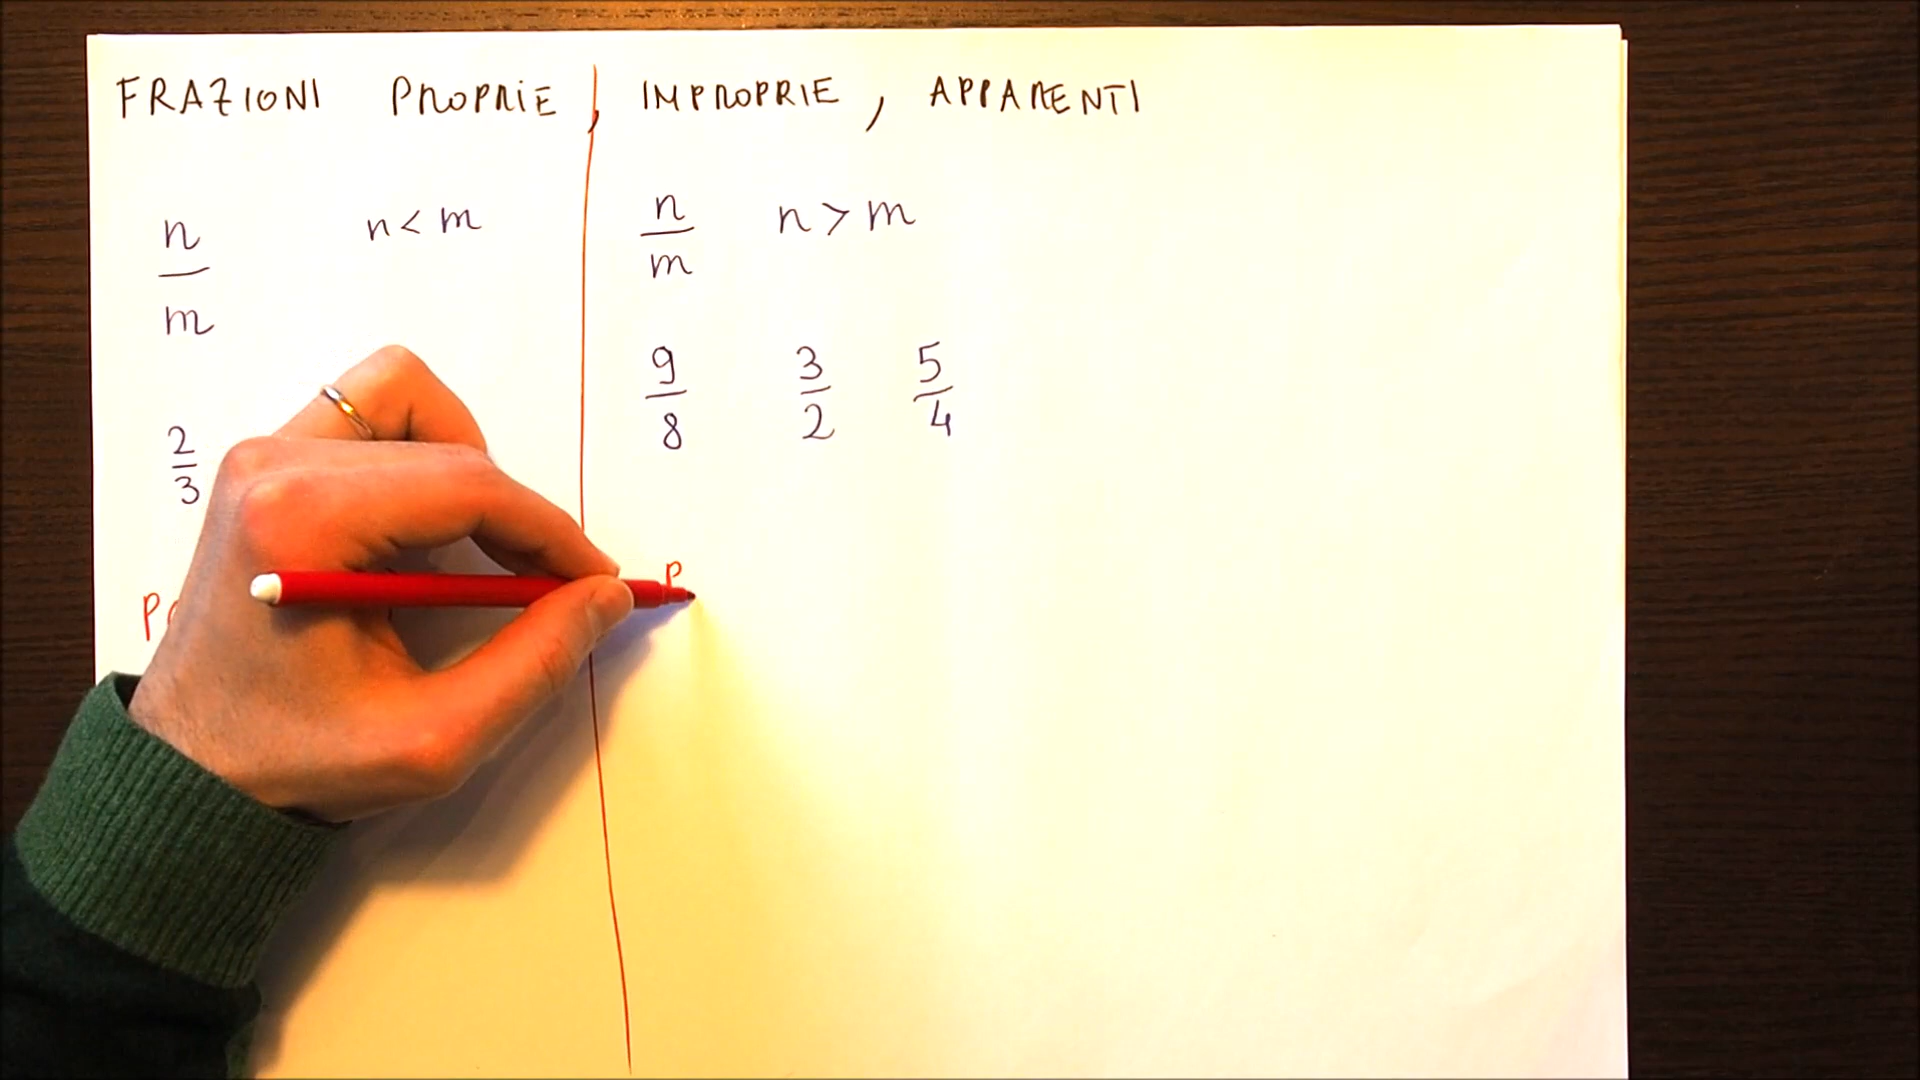 FRAZIONI PROPRIE, IMPROPRIE, APPARENTI
n/m n < m
2/3
n/m n > m
9/8 3/2 5/4
P